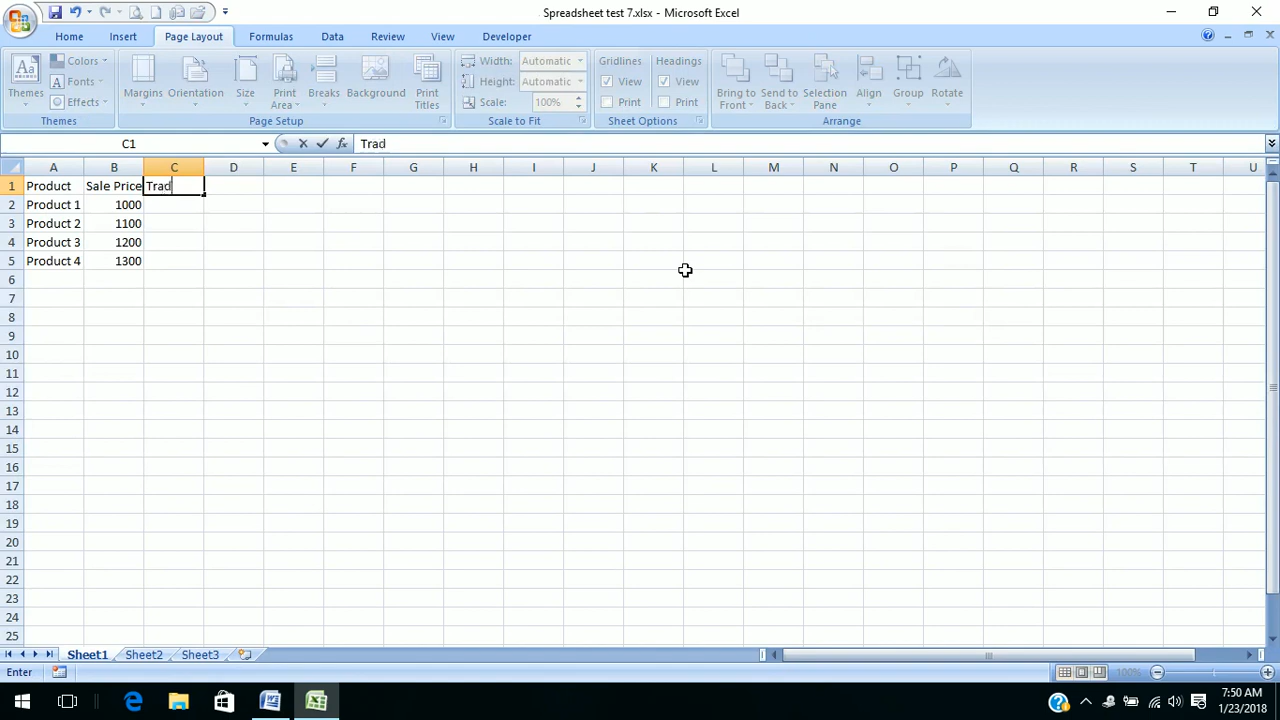 Spreadsheet test 7.xlsx - Microsoft Excel
Home Insert Page Layout Formulas Data Review View Developer
Themes Colors Fonts Effects Themes
Margins Orientation Size Print Area Breaks Background Print Titles Page Setup
Width: Automatic
Height: Automatic
Scale: 100%
Scale to Fit
Gridlines Headings
View View
Print Print
Sheet Options
Bring to Front Send to Back Selection Pane Align Group Rotate
Arrange
C1 fx Trad
A B C D E F G H I J K L M N O P Q R S T U
1 Product Sale Price Trad
2 Product 1 1000
3 Product 2 1100
4 Product 3 1200
5 Product 4 1300
6
7
8
9
10
11
12
13
14
15
16
17
18
19
20
21
22
23
24
25
Sheet1 Sheet2 Sheet3
Enter 100%
7:50 AM
1/23/2018